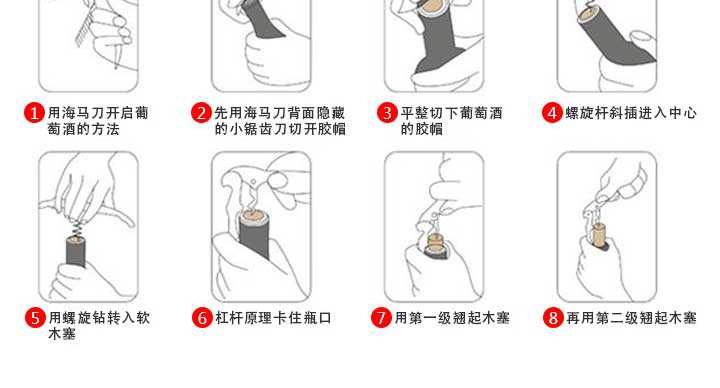 1 用海马刀开启葡
萄酒的方法
2 先用海马刀背面隐藏
的小锯齿刀切开胶帽
3 平整切下葡萄酒
的胶帽
4 螺旋杆斜插进入中心
5 用螺旋钻转入软
木塞
6 杠杆原理卡住瓶口
7 用第一级翘起木塞
8 再用第二级翘起木塞